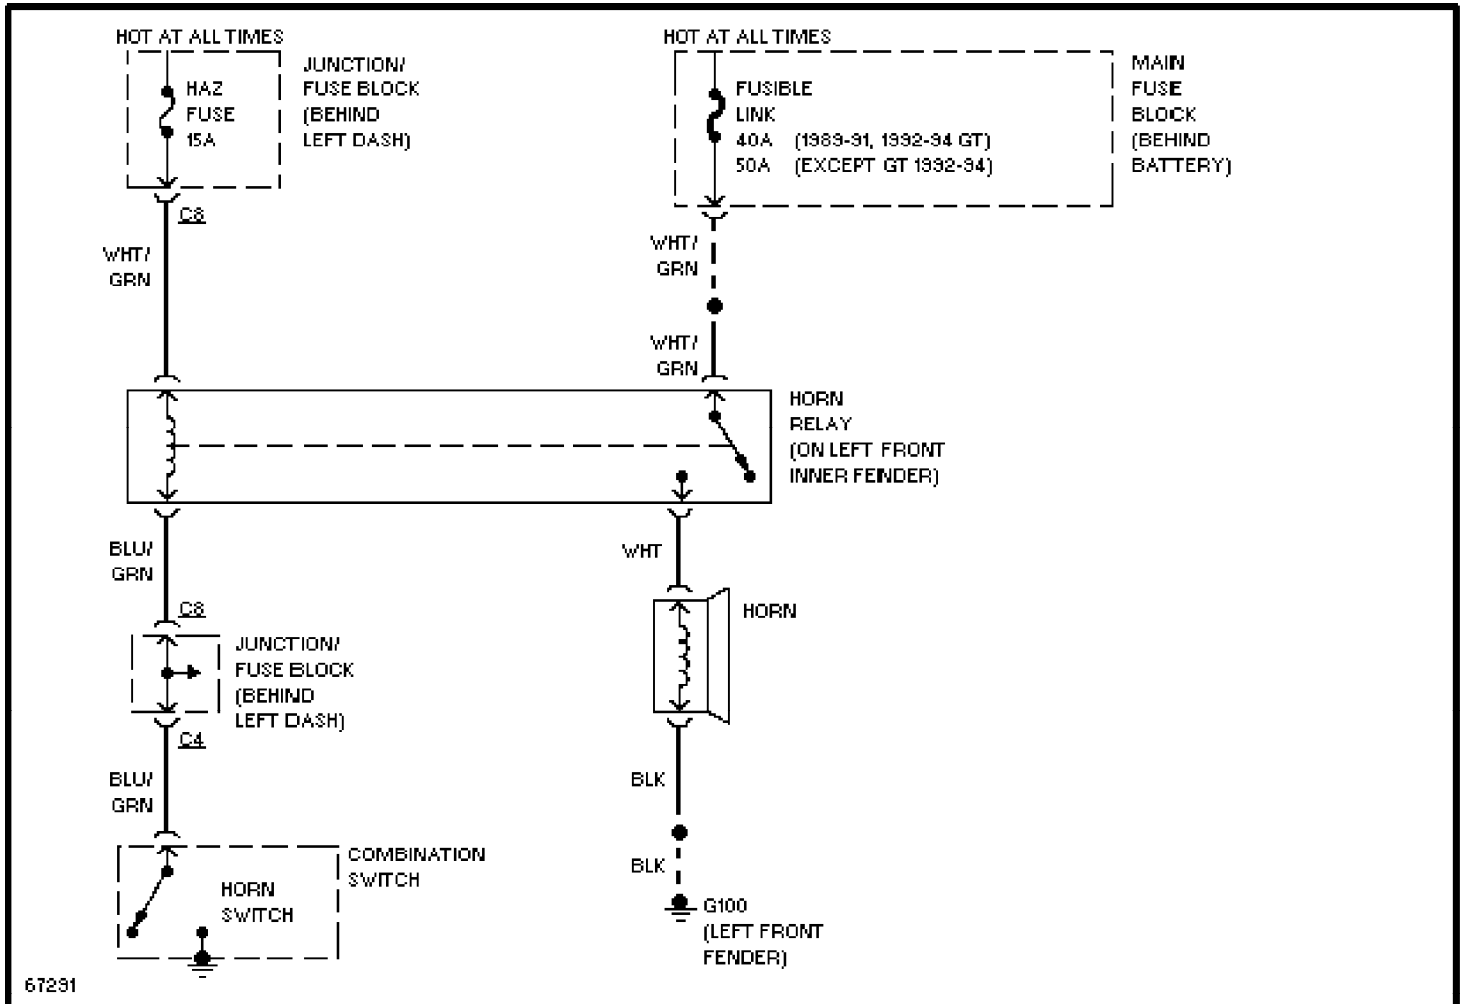 HOT AT ALL TIMES
HAZ
FUSE
15A
JUNCTION/
FUSE BLOCK
(BEHIND
LEFT DASH)
C8
WHT/
GRN
HOT AT ALL TIMES
FUSIBLE
LINK
40A (1989-91, 1992-94 GT)
50A (EXCEPT GT 1992-94)
MAIN
FUSE
BLOCK
(BEHIND
BATTERY)
WHT/
GRN
WHT/
GRN
HORN
RELAY
(ON LEFT FRONT
INNER FENDER)
BLU/
GRN
C8
WHT
HORN
JUNCTION/
FUSE BLOCK
(BEHIND
LEFT DASH)
C4
BLU/
GRN
BLK
BLK
COMBINATION
SWITCH
HORN
SWITCH
G100
(LEFT FRONT
FENDER)
67291